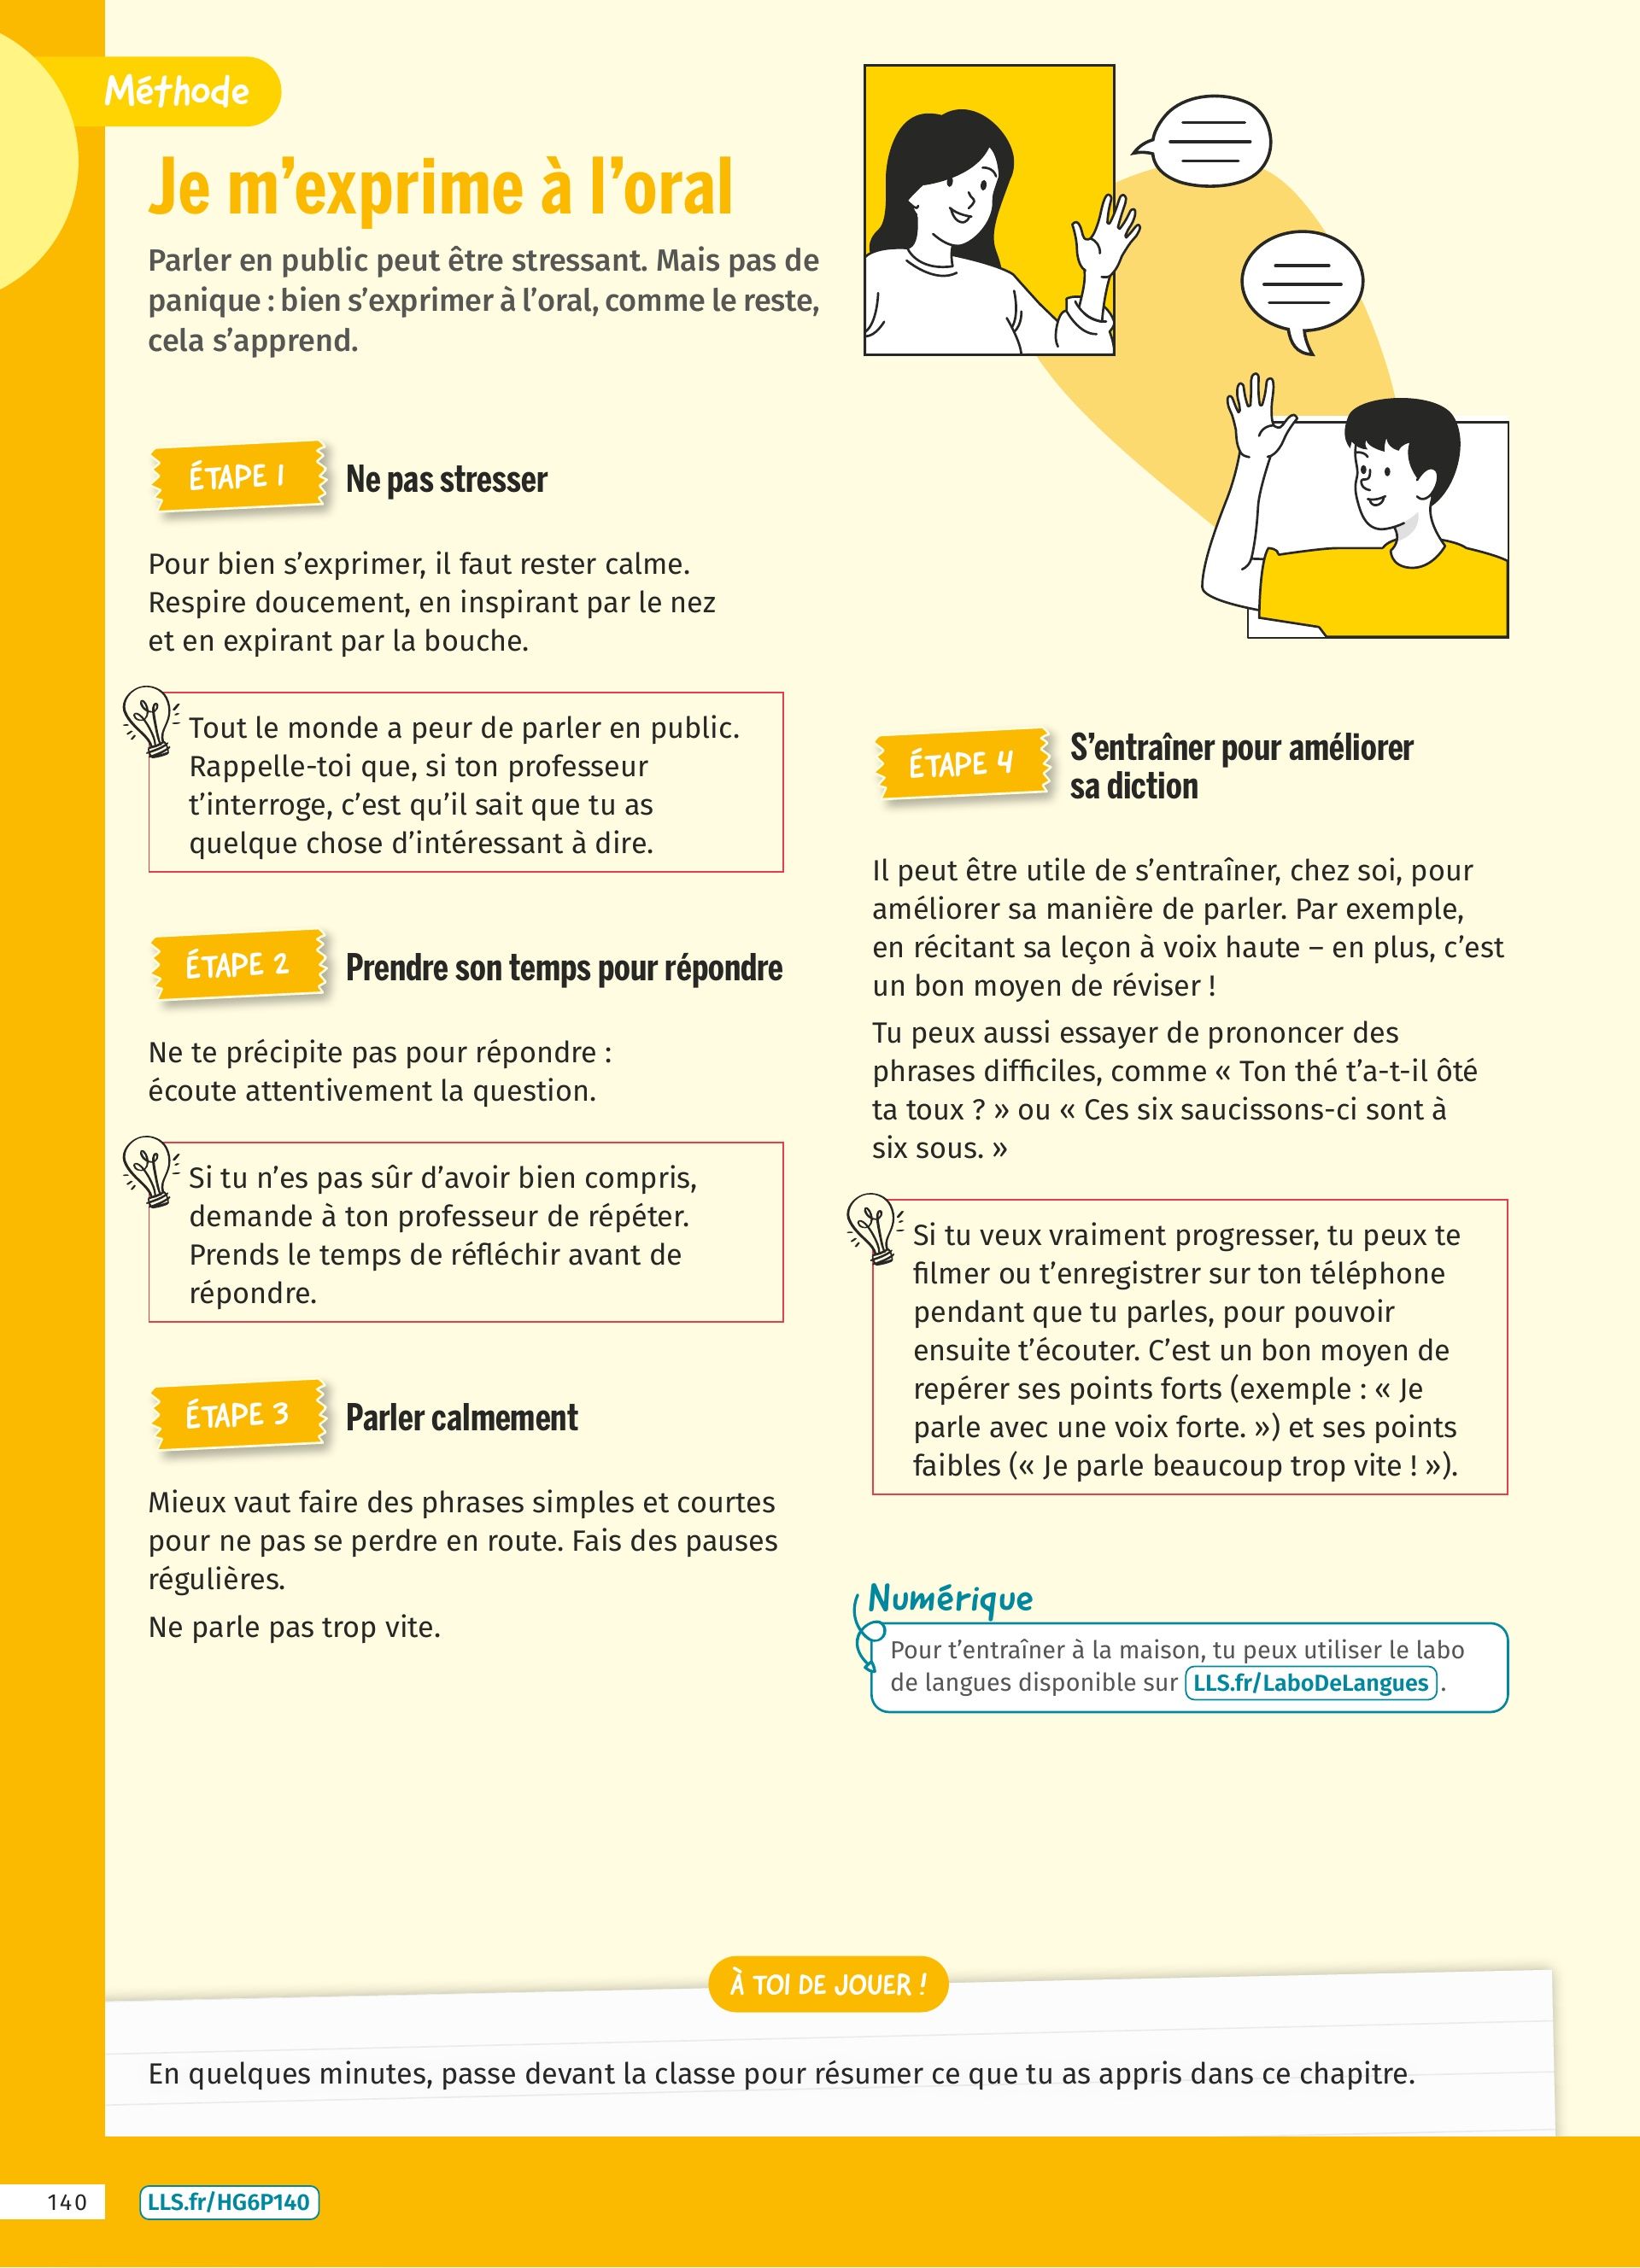 Méthode
Je m’exprime à l’oral
Parler en public peut être stressant. Mais pas de
panique : bien s’exprimer à l’oral, comme le reste,
cela s’apprend.
ÉTAPE 1
Ne pas stresser
Pour bien s’exprimer, il faut rester calme.
Respire doucement, en inspirant par le nez
et en expirant par la bouche.
Tout le monde a peur de parler en public.
Rappelle-toi que, si ton professeur
t’interroge, c’est qu’il sait que tu as
quelque chose d’intéressant à dire.
ÉTAPE 2
Prendre son temps pour répondre
Ne te précipite pas pour répondre :
écoute attentivement la question.
Si tu n’es pas sûr d’avoir bien compris,
demande à ton professeur de répéter.
Prends le temps de réfléchir avant de
répondre.
ÉTAPE 3
Parler calmement
Mieux vaut faire des phrases simples et courtes
pour ne pas se perdre en route. Fais des pauses
régulières.
Ne parle pas trop vite.
ÉTAPE 4
S’entraîner pour améliorer
sa diction
Il peut être utile de s’entraîner, chez soi, pour
améliorer sa manière de parler. Par exemple,
en récitant sa leçon à voix haute – en plus, c’est
un bon moyen de réviser !
Tu peux aussi essayer de prononcer des
phrases difficiles, comme « Ton thé t’a-t-il ôté
ta toux ? » ou « Ces six saucissons-ci sont à
six sous. »
Si tu veux vraiment progresser, tu peux te
filmer ou t’enregistrer sur ton téléphone
pendant que tu parles, pour pouvoir
ensuite t’écouter. C’est un bon moyen de
repérer ses points forts (exemple : « Je
parle avec une voix forte. ») et ses points
faibles (« Je parle beaucoup trop vite ! »).
Numérique
Pour t’entraîner à la maison, tu peux utiliser le labo
de langues disponible sur LLS.fr/LaboDeLangues .
À TOI DE JOUER !
En quelques minutes, passe devant la classe pour résumer ce que tu as appris dans ce chapitre.
140
LLS.fr/HG6P140